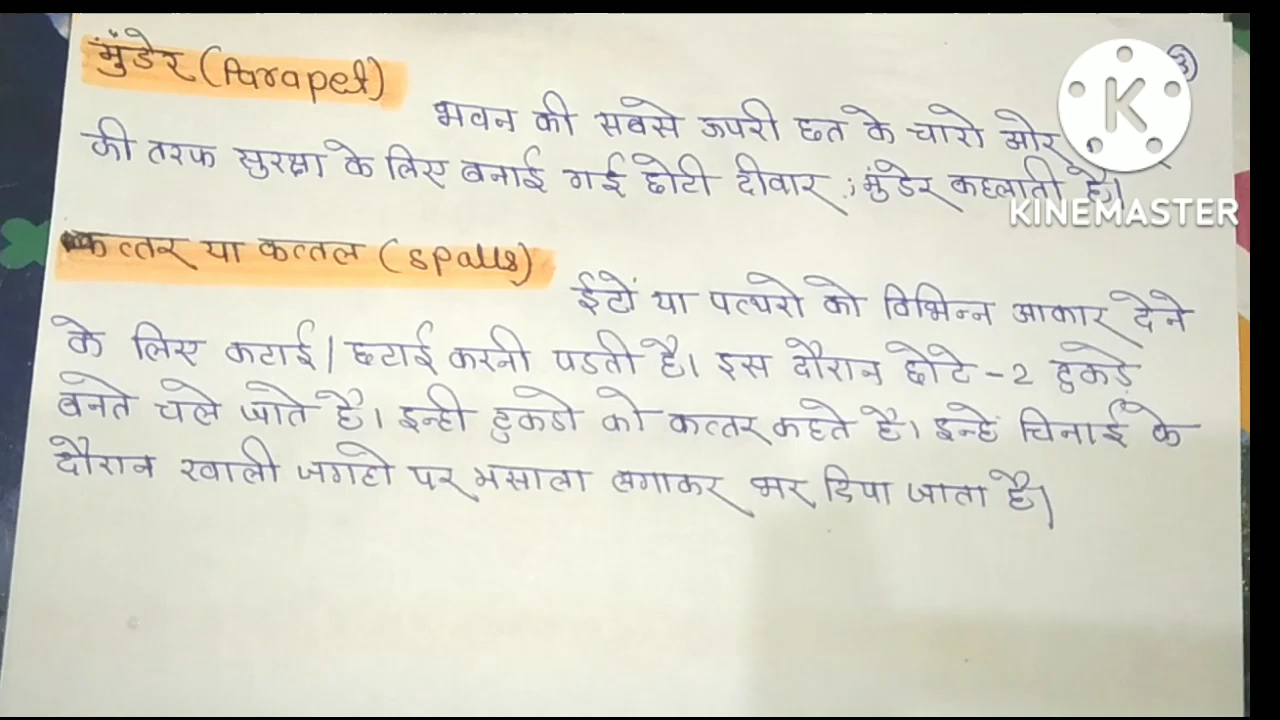 मुंडेर (Parapet)
भवन की सबसे ऊपरी छत के चारो ओर
की तरफ सुरक्षा के लिए बनाई गई छोटी दीवार, मुंडेर कहलाती है।
KINEMASTER
कत्तर या कत्तल (spalls)
ईटों या पत्थरो को विभिन्न आकार देने
के लिए कटाई/छटाई करनी पडती है। इस दौरान छोटे-2 टुकड़े
बनते चले जाते है। इन्ही टुकडो को कत्तर कहते है। इन्हें चिनाई के
दौरान खाली जगहो पर मसाला लगाकर भर दिया जाता है।